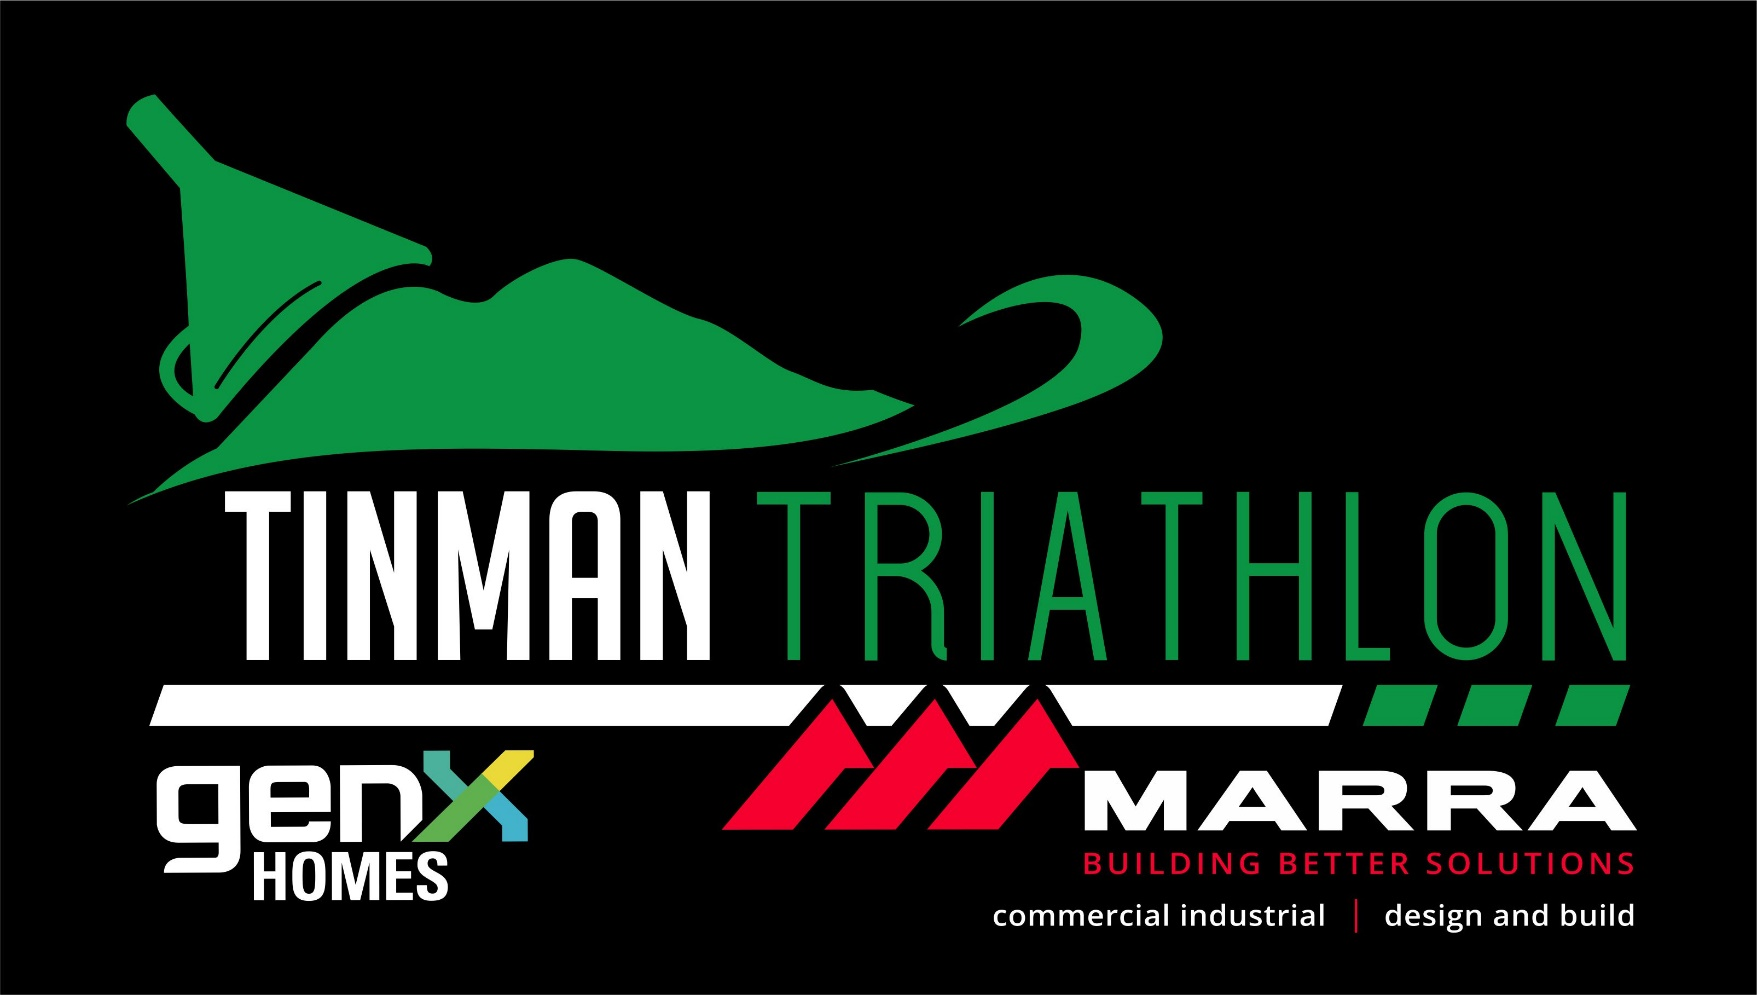 TINMAN TRIATHLON
genX
HOMES
MARRA
BUILDING BETTER SOLUTIONS
commercial industrial | design and build